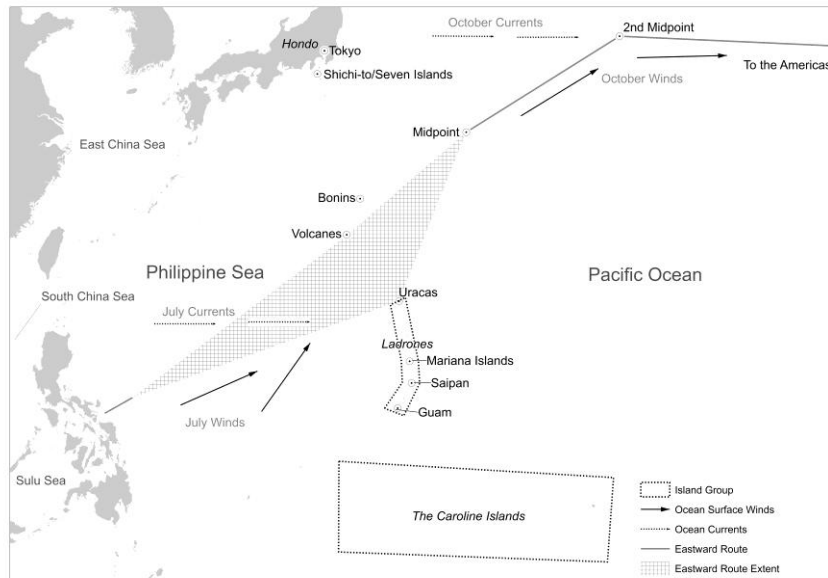 October Currents
2nd Midpoint
Hondo
Tokyo
To the Americas
Shichi-to/Seven Islands
October Winds
Midpoint
East China Sea
Bonins
Volcanes
Philippine Sea
Pacific Ocean
South China Sea
Uracas
July Currents
Ladrones
Mariana Islands
Saipan
Guam
July Winds
Sulu Sea
The Caroline Islands
Island Group
Ocean Surface Winds
Ocean Currents
Eastward Route
Eastward Route Extent